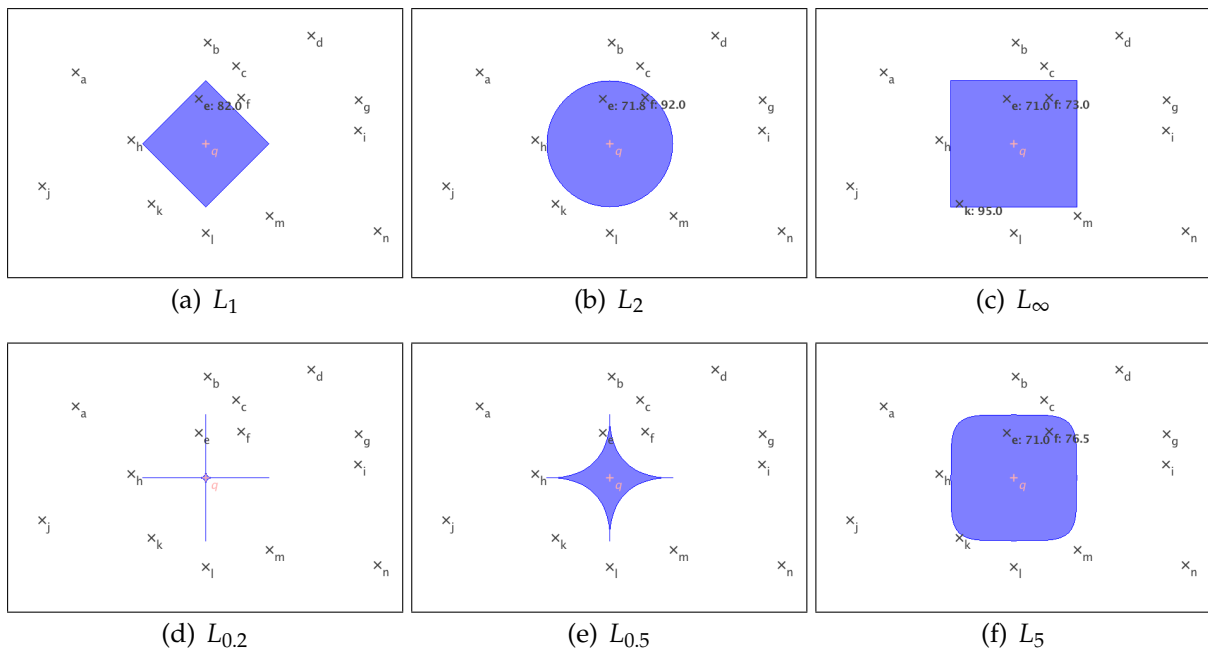 d
b
c
a
e: 82.0
f
g
i
h
q
j
k
m
l
n
(a) L₁
d
b
c
a
e: 71.8
f: 92.0
g
i
h
q
j
k
m
l
n
(b) L₂
d
b
c
a
e: 71.0
f: 73.0
g
i
h
q
j
k: 95.0
m
l
n
(c) L∞
d
b
c
a
e
f
g
i
h
q
j
k
m
l
n
(d) L₀.₂
d
b
c
a
e
f
g
i
h
q
j
k
m
l
n
(e) L₀.₅
d
b
c
a
e: 71.0
f: 76.5
g
i
h
q
j
k
m
l
n
(f) L₅